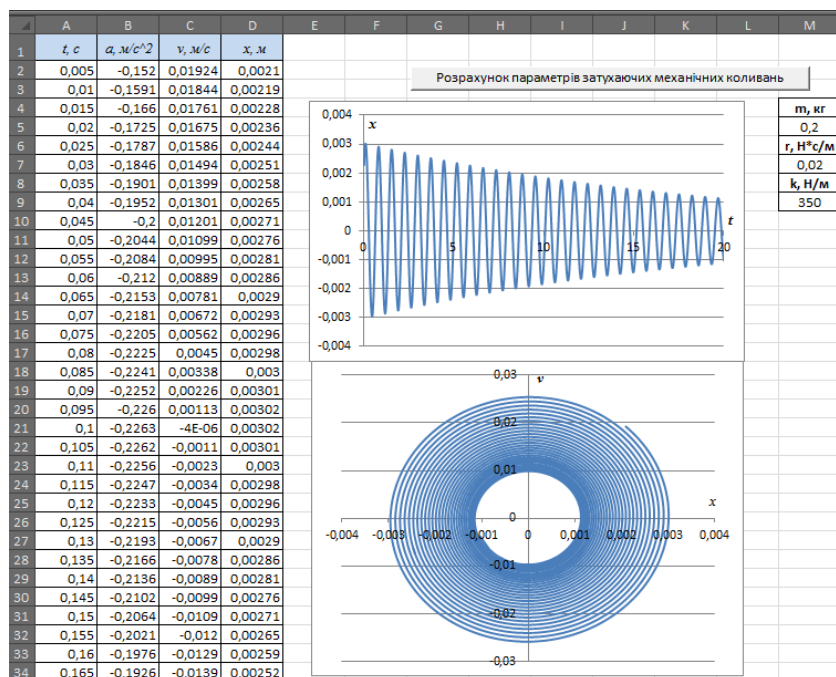 A B C D E F G H I J K L M
1 t, c a, м/с^2 v, м/с x, м
2 0,005 -0,152 0,01924 0,0021
3 0,01 -0,1591 0,01844 0,00219
4 0,015 -0,166 0,01761 0,00228
5 0,02 -0,1725 0,01675 0,00236
6 0,025 -0,1787 0,01586 0,00244
7 0,03 -0,1846 0,01494 0,00251
8 0,035 -0,1901 0,01399 0,00258
9 0,04 -0,1952 0,01301 0,00265
10 0,045 -0,2 0,01201 0,00271
11 0,05 -0,2044 0,01099 0,00276
12 0,055 -0,2084 0,00995 0,00281
13 0,06 -0,212 0,00889 0,00286
14 0,065 -0,2153 0,00781 0,0029
15 0,07 -0,2181 0,00672 0,00293
16 0,075 -0,2205 0,00562 0,00296
17 0,08 -0,2225 0,0045 0,00298
18 0,085 -0,2241 0,00338 0,003
19 0,09 -0,2252 0,00226 0,00301
20 0,095 -0,226 0,00113 0,00302
21 0,1 -0,2263 -4E-06 0,00302
22 0,105 -0,2262 -0,0011 0,00301
23 0,11 -0,2256 -0,0023 0,003
24 0,115 -0,2247 -0,0034 0,00298
25 0,12 -0,2233 -0,0045 0,00296
26 0,125 -0,2215 -0,0056 0,00293
27 0,13 -0,2193 -0,0067 0,0029
28 0,135 -0,2166 -0,0078 0,00286
29 0,14 -0,2136 -0,0089 0,00281
30 0,145 -0,2102 -0,0099 0,00276
31 0,15 -0,2064 -0,0109 0,00271
32 0,155 -0,2021 -0,012 0,00265
33 0,16 -0,1976 -0,0129 0,00259
34 0,165 -0,1926 -0,0139 0,00252
Розрахунок параметрів затухаючих механічних коливань
0,004
x
0,003
0,002
0,001
t
0
0 5 10 15 20
-0,001
-0,002
-0,003
-0,004
m, кг
0,2
r, Н*с/м
0,02
k, Н/м
350
0,03
v
0,02
0,01
x
0
-0,004 -0,003 -0,002 -0,001 0 0,001 0,002 0,003 0,004
-0,01
-0,02
-0,03